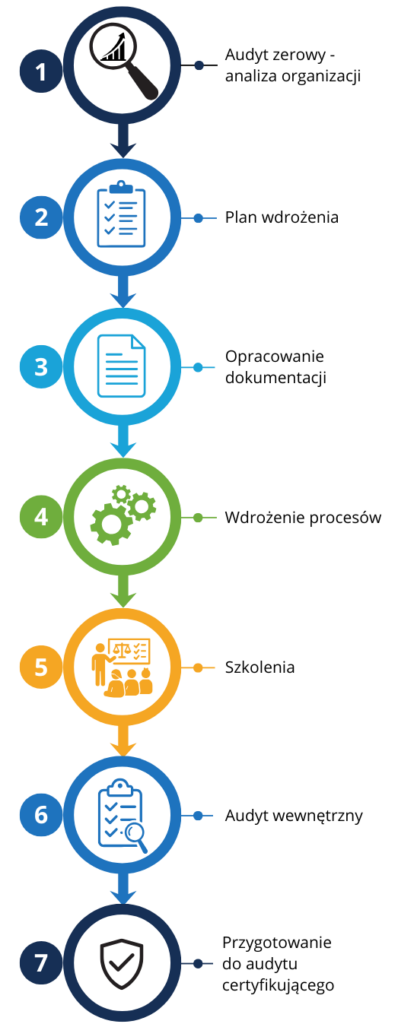 1
Audyt zerowy -
analiza organizacji
2
Plan wdrożenia
3
Opracowanie
dokumentacji
4
Wdrożenie procesów
5
Szkolenia
6
Audyt wewnętrzny
7
Przygotowanie
do audytu
certyfikującego